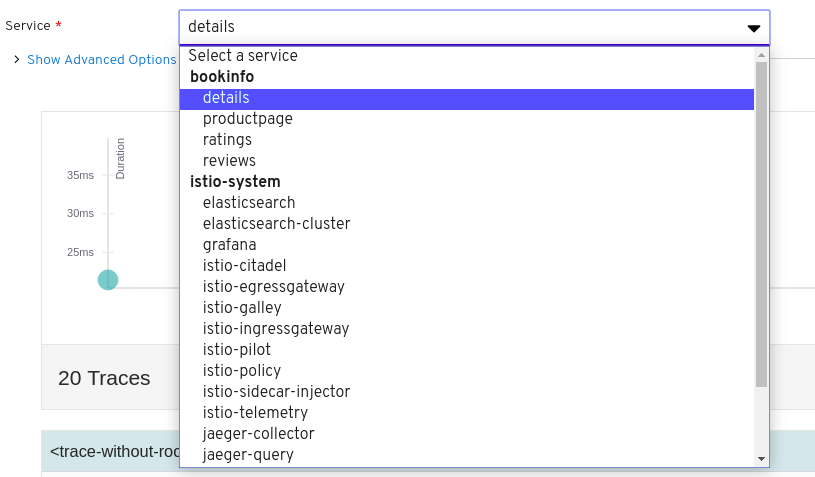 Service *
details
Show Advanced Options
Select a service
bookinfo
details
productpage
ratings
reviews
istio-system
elasticsearch
elasticsearch-cluster
grafana
istio-citadel
istio-egressgateway
istio-galley
istio-ingressgateway
istio-pilot
istio-policy
istio-sidecar-injector
istio-telemetry
jaeger-collector
jaeger-query
Duration
35ms
30ms
25ms
20 Traces
<trace-without-roo